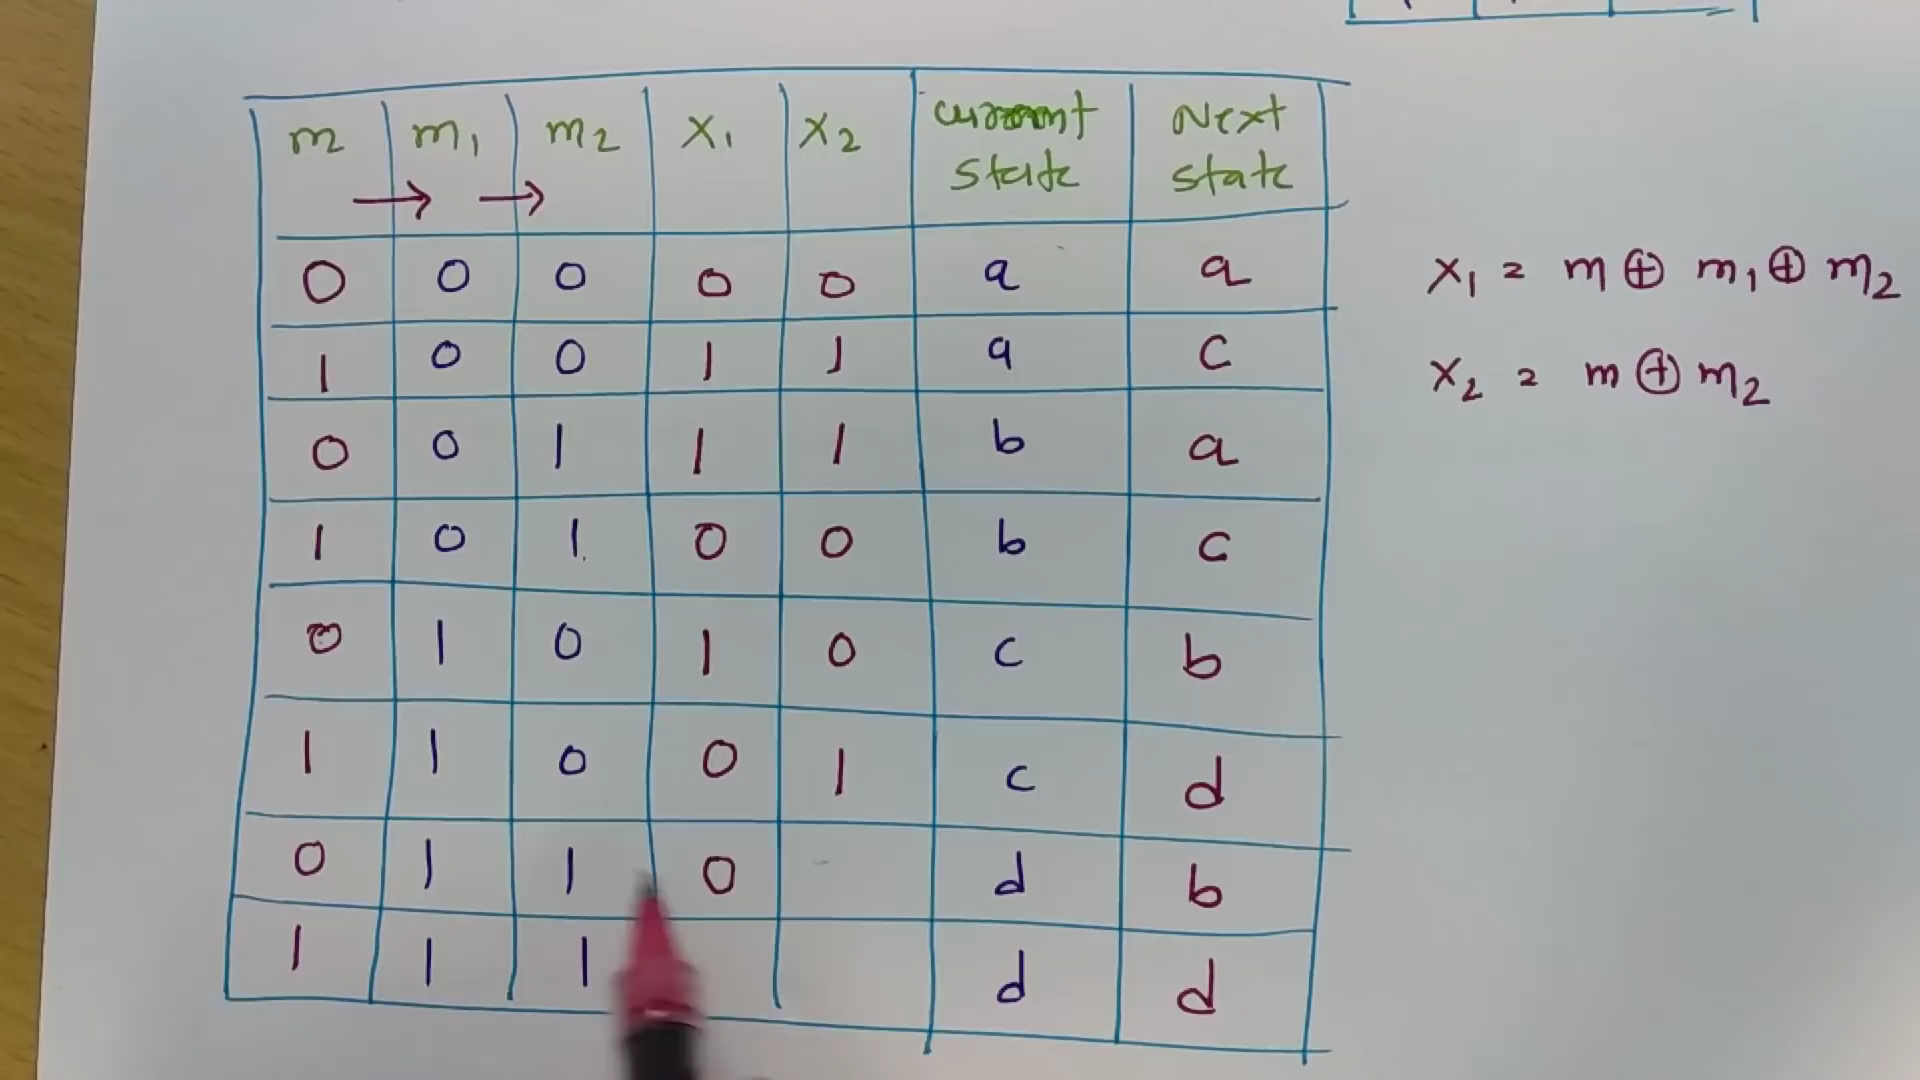 m m₁ m₂ x₁ x₂ current state Next state
→ →
0 0 0 0 0 a a
1 0 0 1 1 a c
0 0 1 1 1 b a
1 0 1 0 0 b c
0 1 0 1 0 c b
1 1 0 0 1 c d
0 1 1 0 d b
1 1 1 d d
x₁ = m ⊕ m₁ ⊕ m₂
x₂ = m ⊕ m₂